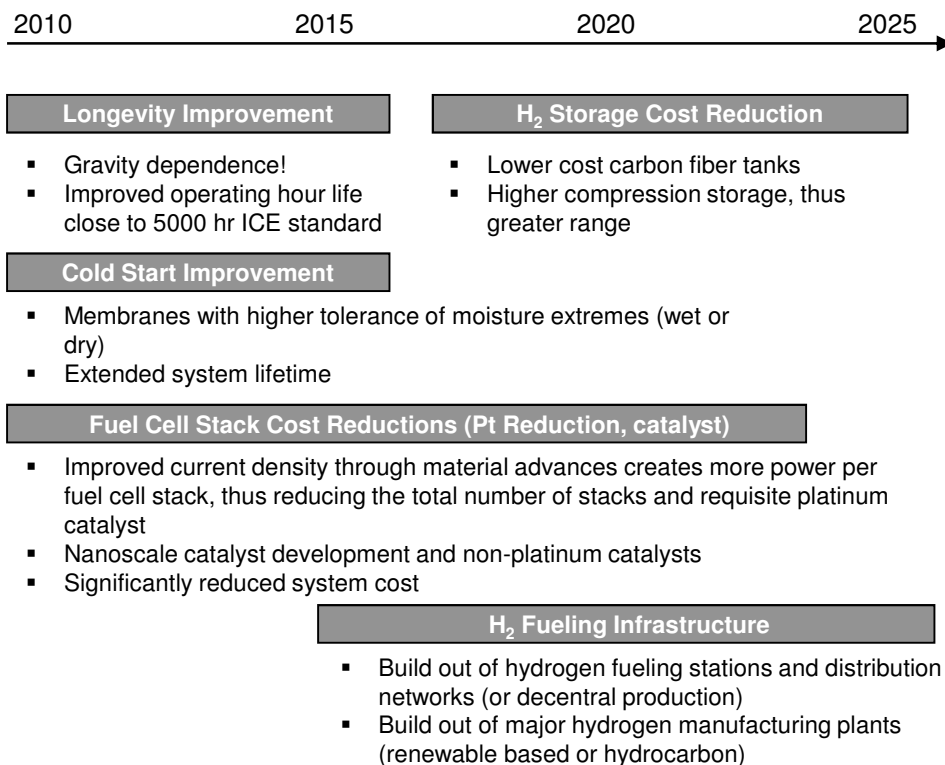 2010 2015 2020 2025
Longevity Improvement
▪ Gravity dependence!
▪ Improved operating hour life
close to 5000 hr ICE standard
H₂ Storage Cost Reduction
▪ Lower cost carbon fiber tanks
▪ Higher compression storage, thus
greater range
Cold Start Improvement
▪ Membranes with higher tolerance of moisture extremes (wet or
dry)
▪ Extended system lifetime
Fuel Cell Stack Cost Reductions (Pt Reduction, catalyst)
▪ Improved current density through material advances creates more power per
fuel cell stack, thus reducing the total number of stacks and requisite platinum
catalyst
▪ Nanoscale catalyst development and non-platinum catalysts
▪ Significantly reduced system cost
H₂ Fueling Infrastructure
▪ Build out of hydrogen fueling stations and distribution
networks (or decentral production)
▪ Build out of major hydrogen manufacturing plants
(renewable based or hydrocarbon)